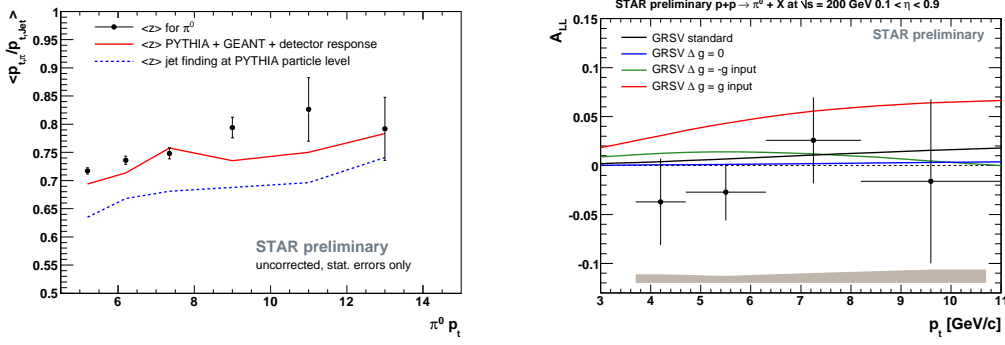 <p_t,π/p_t,Jet>
1
0.95
0.9
0.85
0.8
0.75
0.7
0.65
0.6
0.55
0.5
<z> for π⁰
<z> PYTHIA + GEANT + detector response
<z> jet finding at PYTHIA particle level
STAR preliminary
uncorrected, stat. errors only
6 8 10 12 14
π⁰ p_t
STAR preliminary p+p → π⁰ + X at √s = 200 GeV 0.1 < η < 0.9
A_LL
0.15
0.1
0.05
0
-0.05
-0.1
GRSV standard
GRSV Δ g = 0
GRSV Δ g = -g input
GRSV Δ g = g input
STAR preliminary
3 4 5 6 7 8 9 10 11
p_t [GeV/c]